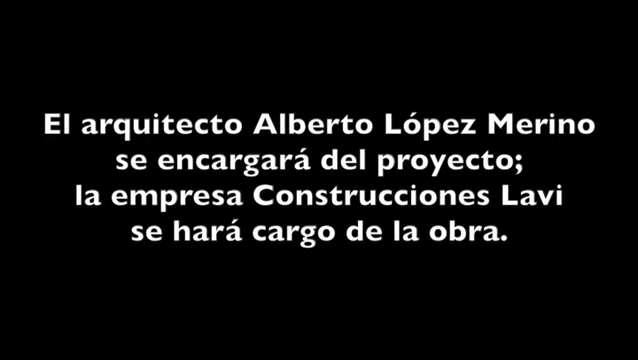 El arquitecto Alberto López Merino
se encargará del proyecto;
la empresa Construcciones Lavi
se hará cargo de la obra.